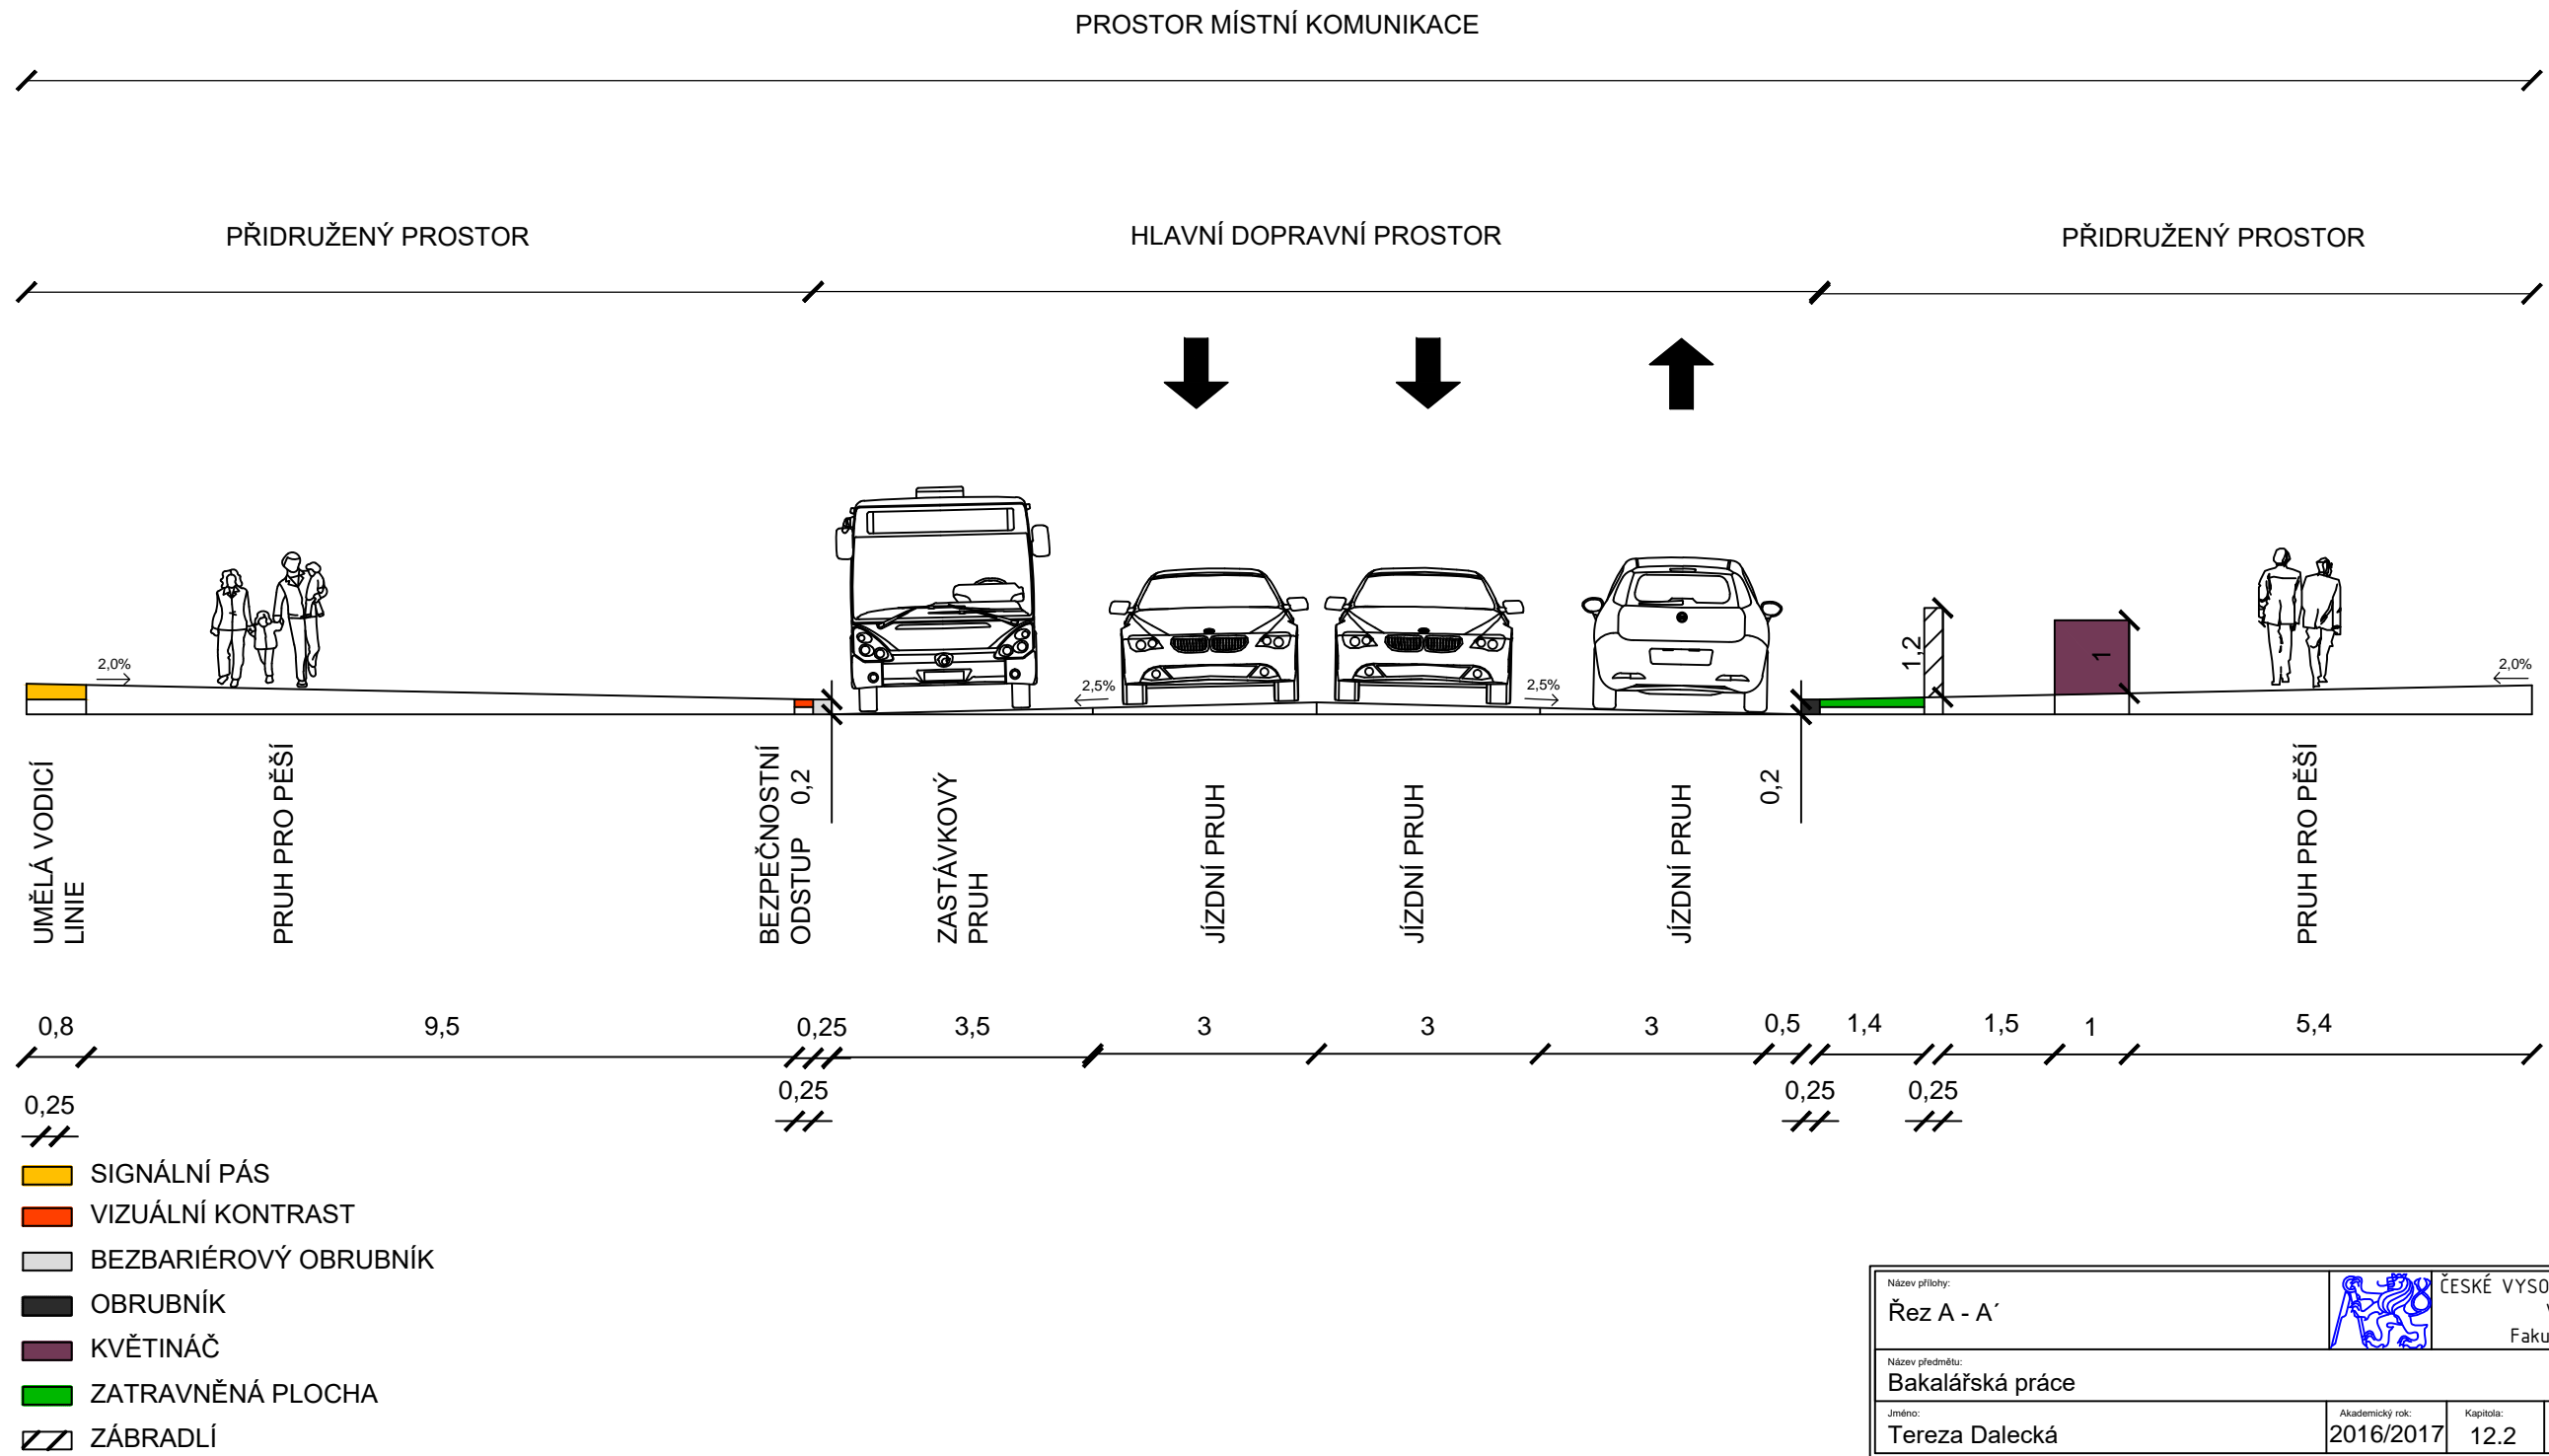 PROSTOR MÍSTNÍ KOMUNIKACE
PŘIDRUŽENÝ PROSTOR
HLAVNÍ DOPRAVNÍ PROSTOR
PŘIDRUŽENÝ PROSTOR
2,0%
2,5%
2,5%
1,2
1
2,0%
UMĚLÁ VODICÍ
LINIE
PRUH PRO PĚŠÍ
BEZPEČNOSTNÍ
ODSTUP
0,2
ZASTÁVKOVÝ
PRUH
JÍZDNÍ PRUH
JÍZDNÍ PRUH
JÍZDNÍ PRUH
0,2
PRUH PRO PĚŠÍ
0,8
9,5
0,25
3,5
3
3
3
0,5
1,4
1,5
1
5,4
0,25
0,25
0,25
0,25
SIGNÁLNÍ PÁS
VIZUÁLNÍ KONTRAST
BEZBARIÉROVÝ OBRUBNÍK
OBRUBNÍK
KVĚTINÁČ
ZATRAVNĚNÁ PLOCHA
ZÁBRADLÍ
Název přílohy:
Řez A - A´
ČESKÉ VYSO
Faku
Název předmětu:
Bakalářská práce
Jméno:
Tereza Dalecká
Akademický rok:
2016/2017
Kapitola:
12.2